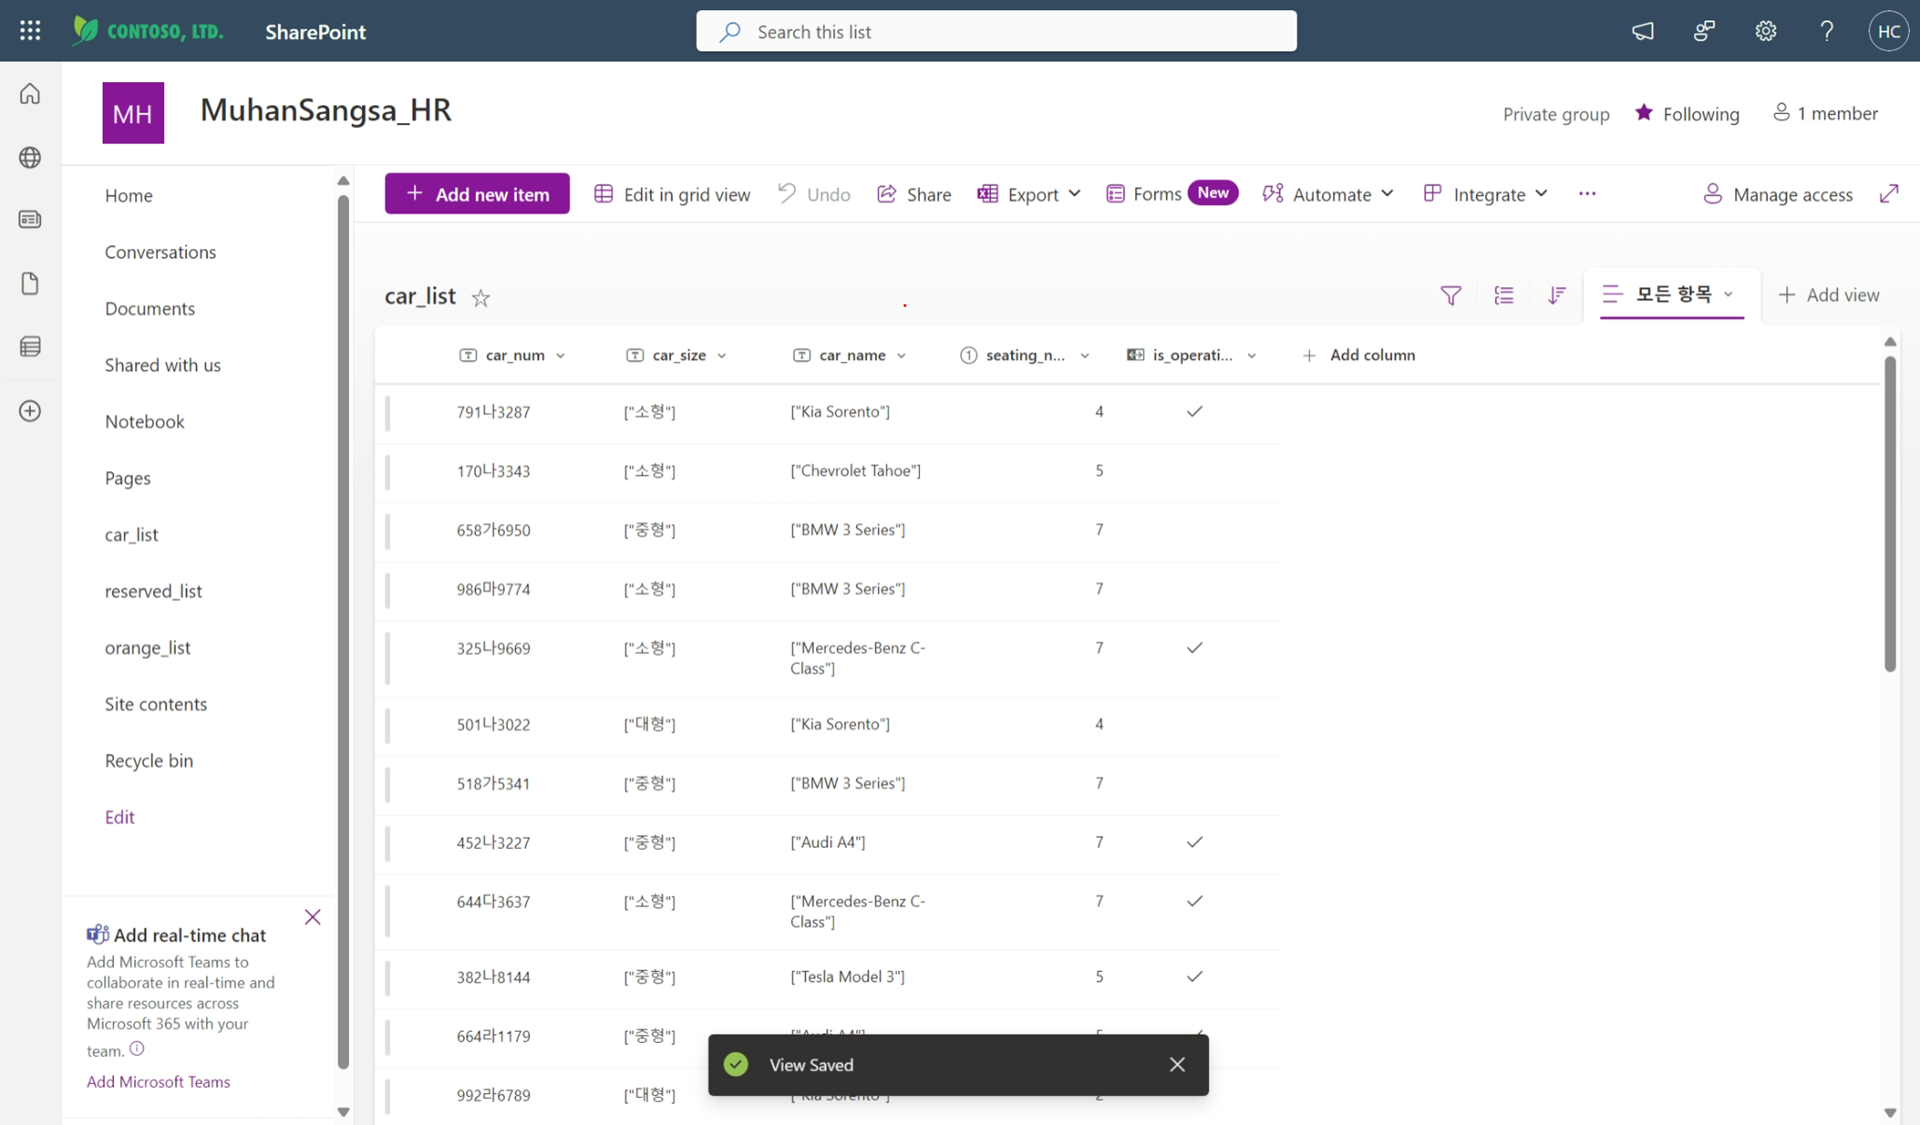 CONTOSO, LTD.
SharePoint
Search this list
HC
MH
MuhanSangsa_HR
Private group
Following
1 member
Home
Conversations
Documents
Shared with us
Notebook
Pages
car_list
reserved_list
orange_list
Site contents
Recycle bin
Edit
Add real-time chat
Add Microsoft Teams to
collaborate in real-time and
share resources across
Microsoft 365 with your
team.
Add Microsoft Teams
Add new item
Edit in grid view
Undo
Share
Export
Forms New
Automate
Integrate
Manage access
car_list
모든 항목
Add view
car_num car_size car_name seating_n... is_operati... Add column
791나3287 ["소형"] ["Kia Sorento"] 4
170나3343 ["소형"] ["Chevrolet Tahoe"] 5
658가6950 ["중형"] ["BMW 3 Series"] 7
986마9774 ["소형"] ["BMW 3 Series"] 7
325나9669 ["소형"] ["Mercedes-Benz C- 7
Class"]
501나3022 ["대형"] ["Kia Sorento"] 4
518가5341 ["중형"] ["BMW 3 Series"] 7
452나3227 ["중형"] ["Audi A4"] 7
644다3637 ["소형"] ["Mercedes-Benz C- 7
Class"]
382나8144 ["중형"] ["Tesla Model 3"] 5
664라1179 ["중형"]
992라6789 ["대형"]
View Saved